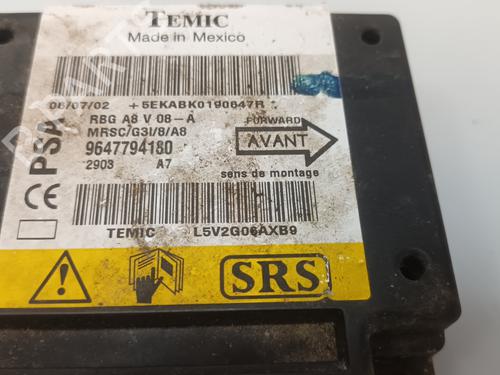 TEMIC
Made in Mexico
06/07/02 +5EKABK0190647R
RBG A8 V 08-A
MRSC/G3I/8/A8
9647794180
2903 A7
PSA
FORWARD
AVANT
sens de montage
CE
TEMIC L5V2G06AXB9
SRS